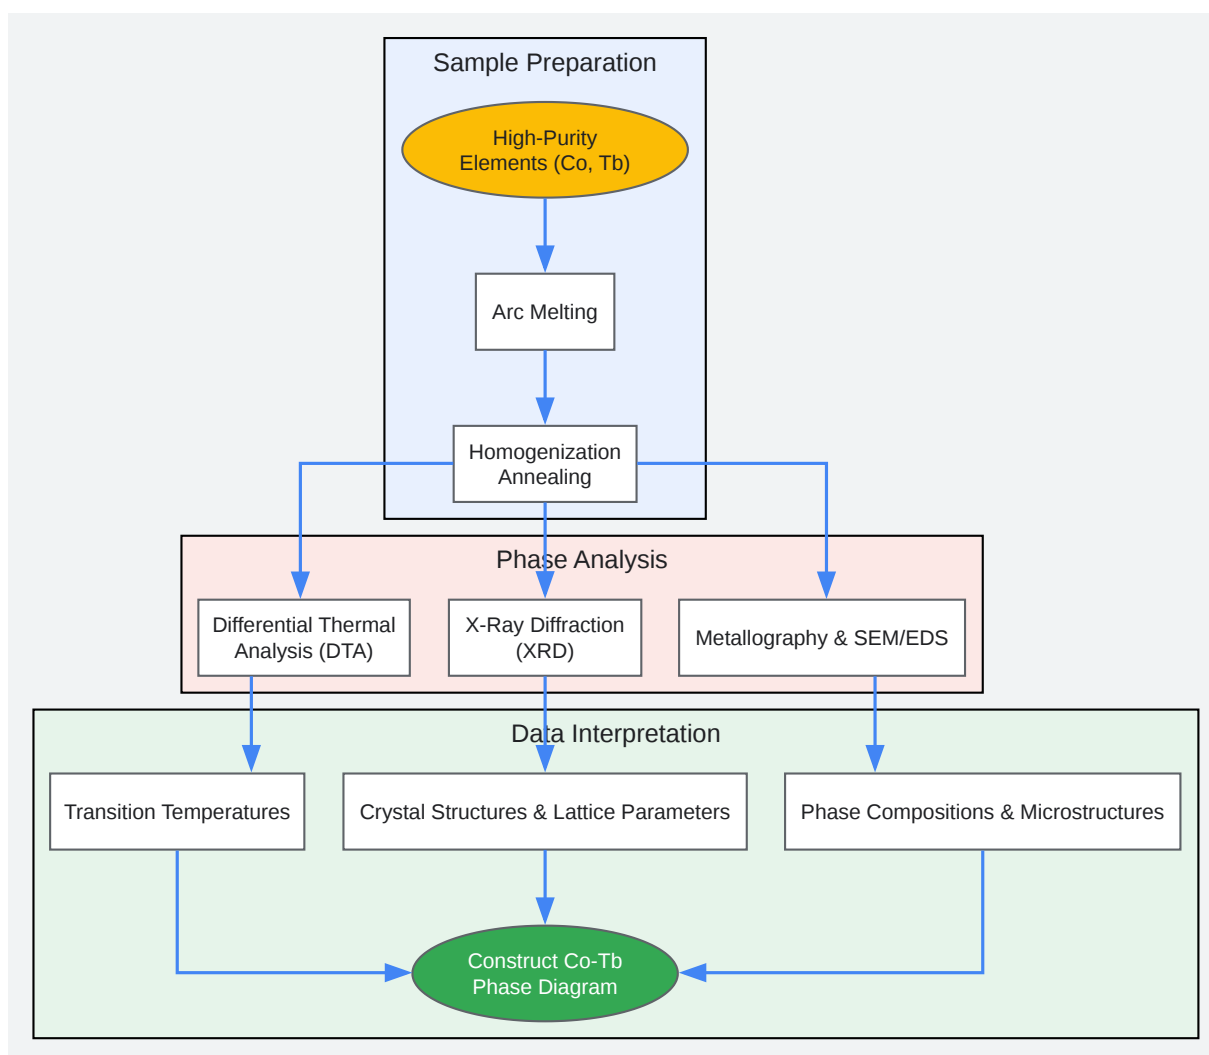 Sample Preparation
High-Purity
Elements (Co, Tb)
Arc Melting
Homogenization
Annealing
Phase Analysis
Differential Thermal
Analysis (DTA)
X-Ray Diffraction
(XRD)
Metallography & SEM/EDS
Data Interpretation
Transition Temperatures
Crystal Structures & Lattice Parameters
Phase Compositions & Microstructures
Construct Co-Tb
Phase Diagram